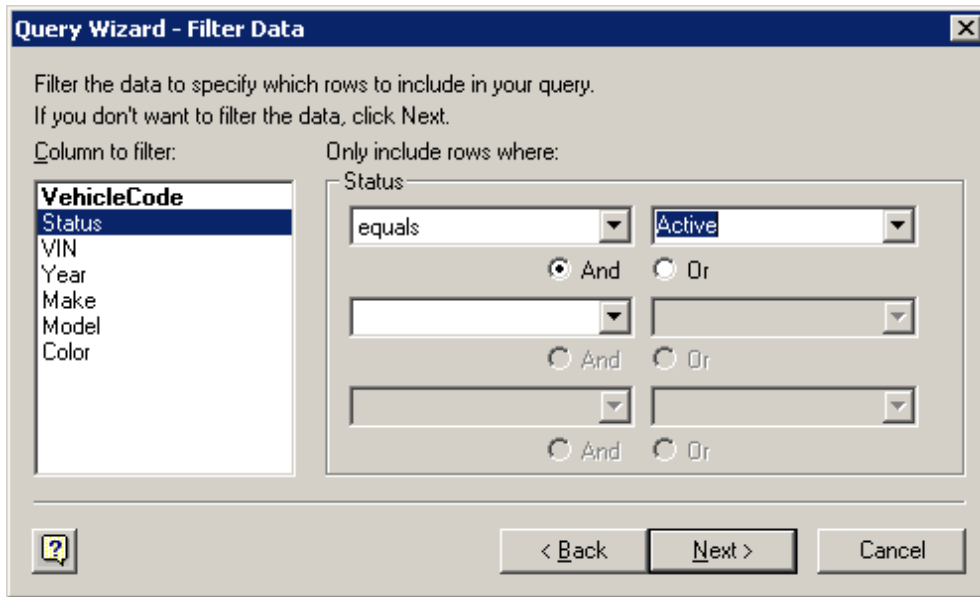 Query Wizard - Filter Data
Filter the data to specify which rows to include in your query.
If you don't want to filter the data, click Next.
Column to filter:
Only include rows where:
VehicleCode
Status
VIN
Year
Make
Model
Color
Status
equals
Active
And
Or
And
Or
And
Or
?
< Back
Next >
Cancel